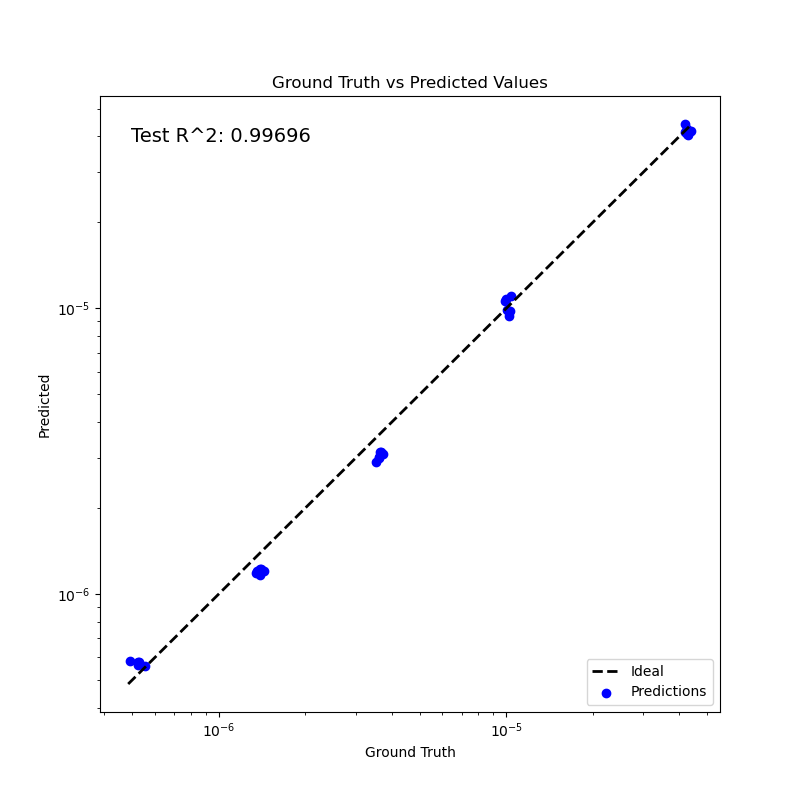 Ground Truth vs Predicted Values
Test R^2: 0.99696
10⁻⁵
10⁻⁶
Predicted
10⁻⁶
10⁻⁵
Ground Truth
Ideal
Predictions